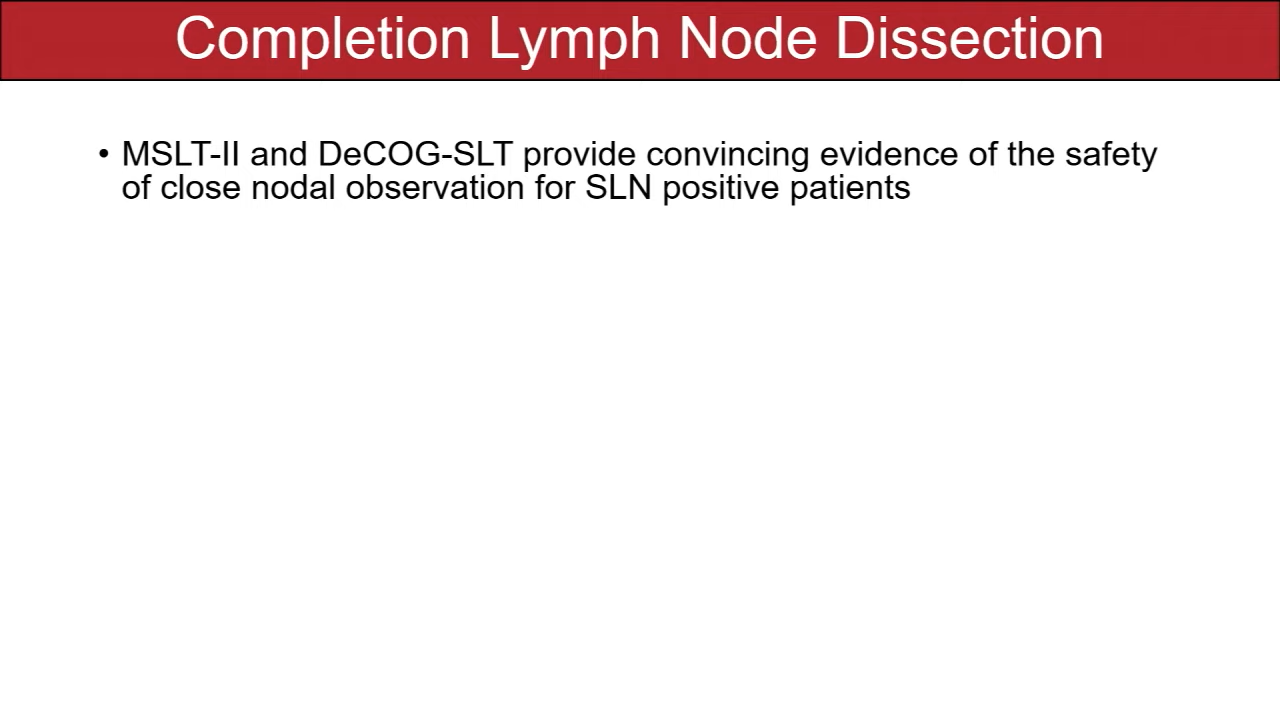 Completion Lymph Node Dissection
• MSLT-II and DeCOG-SLT provide convincing evidence of the safety
of close nodal observation for SLN positive patients